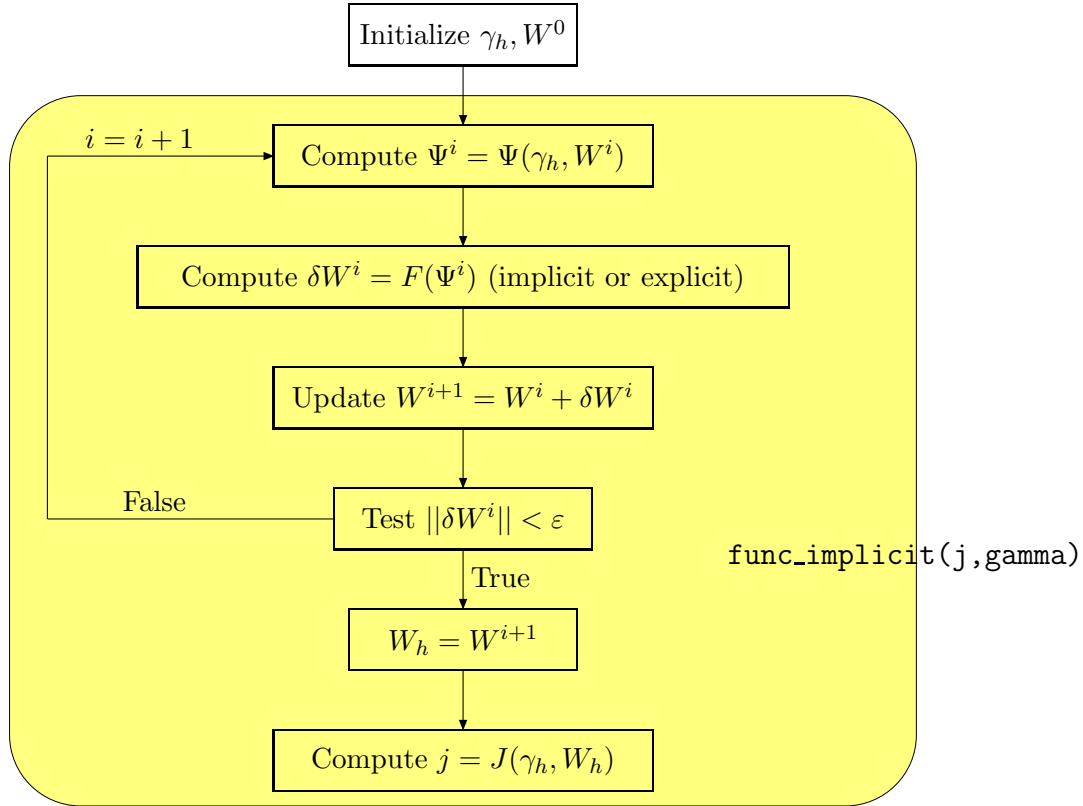 Initialize γ_h, W^0
i = i + 1
Compute Ψ^i = Ψ(γ_h, W^i)
Compute δW^i = F(Ψ^i) (implicit or explicit)
Update W^{i+1} = W^i + δW^i
False
Test ||δW^i|| < ε
func_implicit(j,gamma)
True
W_h = W^{i+1}
Compute j = J(γ_h, W_h)